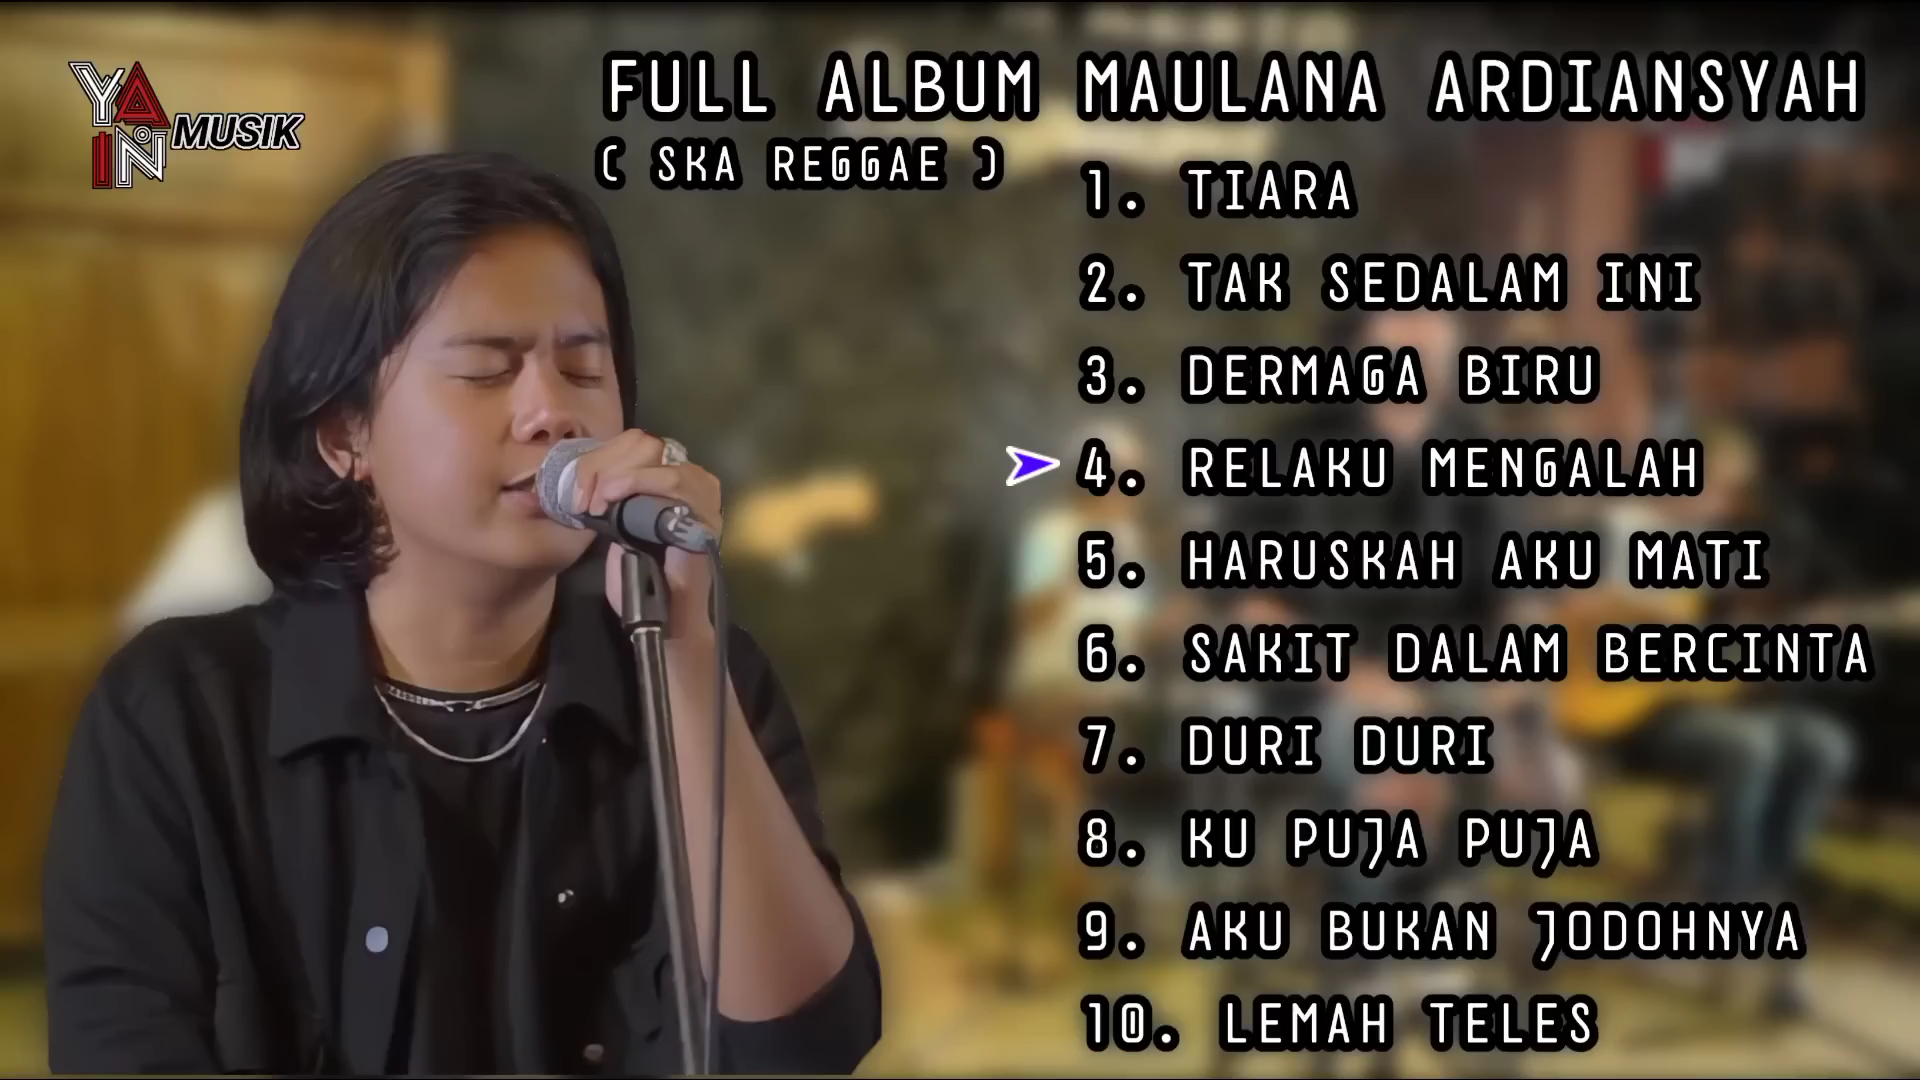 YAIN MUSIK
FULL ALBUM MAULANA ARDIANSYAH
( SKA REGGAE )
1. TIARA
2. TAK SEDALAM INI
3. DERMAGA BIRU
4. RELAKU MENGALAH
5. HARUSKAH AKU MATI
6. SAKIT DALAM BERCINTA
7. DURI DURI
8. KU PUJA PUJA
9. AKU BUKAN JODOHNYA
10. LEMAH TELES